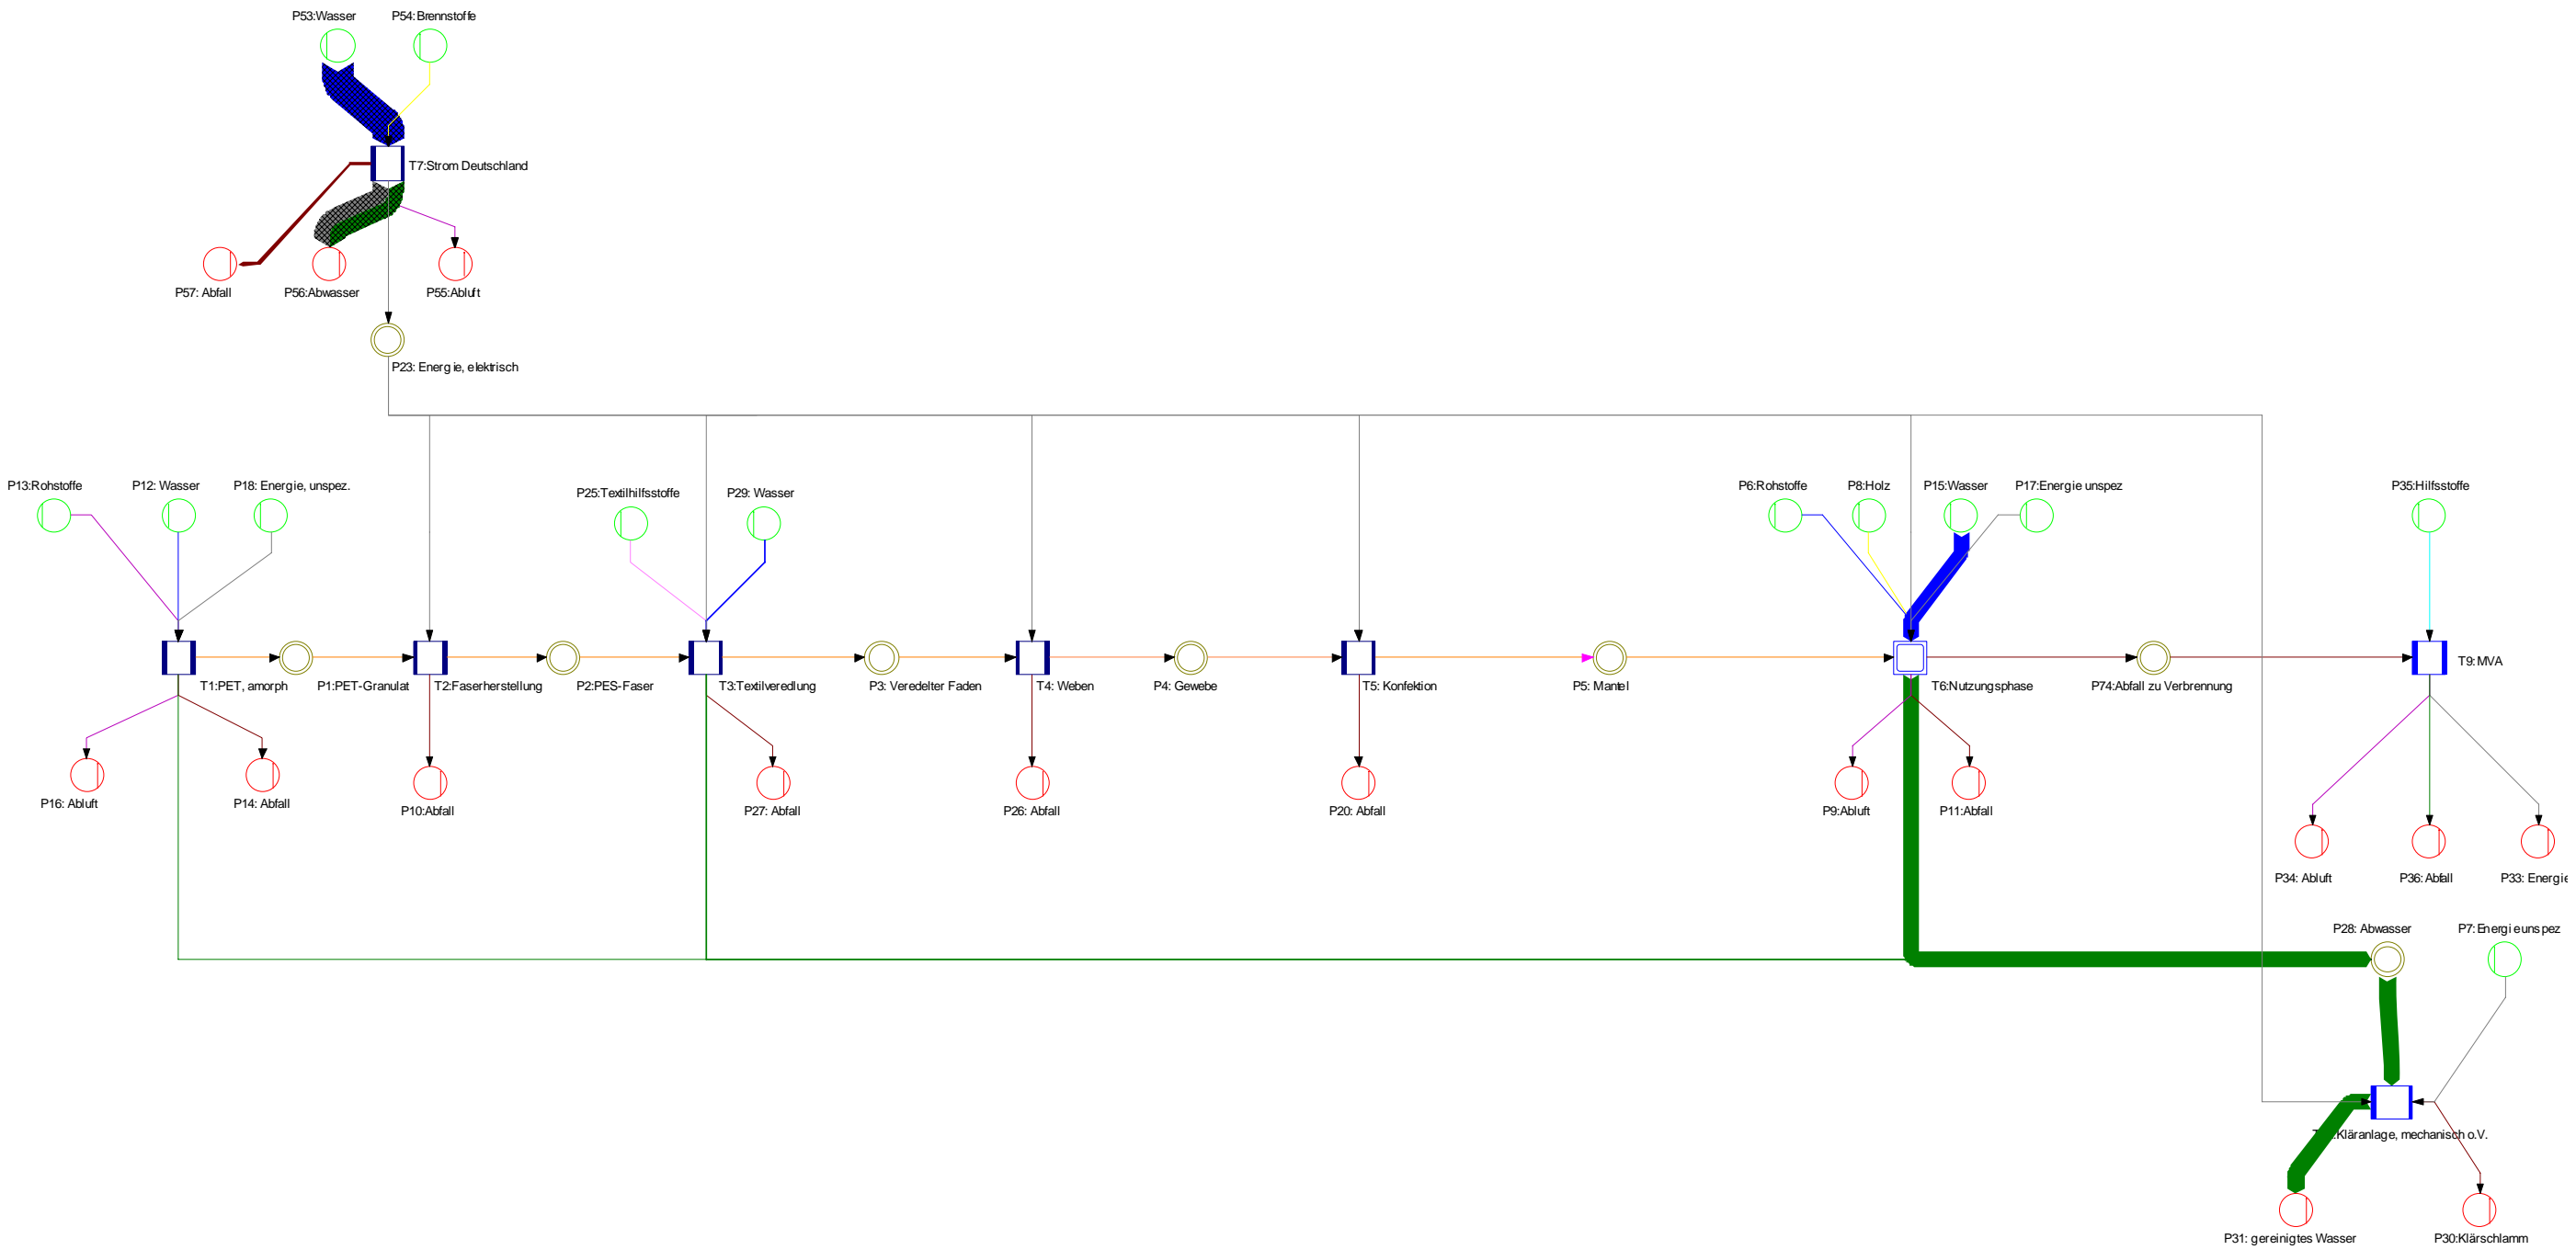 P53:Wasser
P54:Brennstoffe
T7:Strom Deutschland
P57: Abfall
P56:Abwasser
P55:Abluft
P23: Energie, elektrisch
P13:Rohstoffe
P12: Wasser
P18: Energie, unspez.
P25:Textilhilfsstoffe
P29: Wasser
P6:Rohstoffe
P8:Holz
P15:Wasser
P17:Energie unspez
P35:Hilfsstoffe
T1:PET, amorph
P1:PET-Granulat
T2:Faserherstellung
P2:PES-Faser
T3:Textilveredlung
P3: Veredelter Faden
T4: Weben
P4: Gewebe
T5: Konfektion
P5: Mantel
T6:Nutzungsphase
P74:Abfall zu Verbrennung
T9:MVA
P16: Abluft
P14: Abfall
P10:Abfall
P27: Abfall
P26: Abfall
P20: Abfall
P9:Abluft
P11:Abfall
P34: Abluft
P36:Abfall
P33: Energie
P28: Abwasser
P7:Energie unspez
:Kläranlage, mechanisch o.V.
P31: gereinigtes Wasser
P30:Klärschlamm